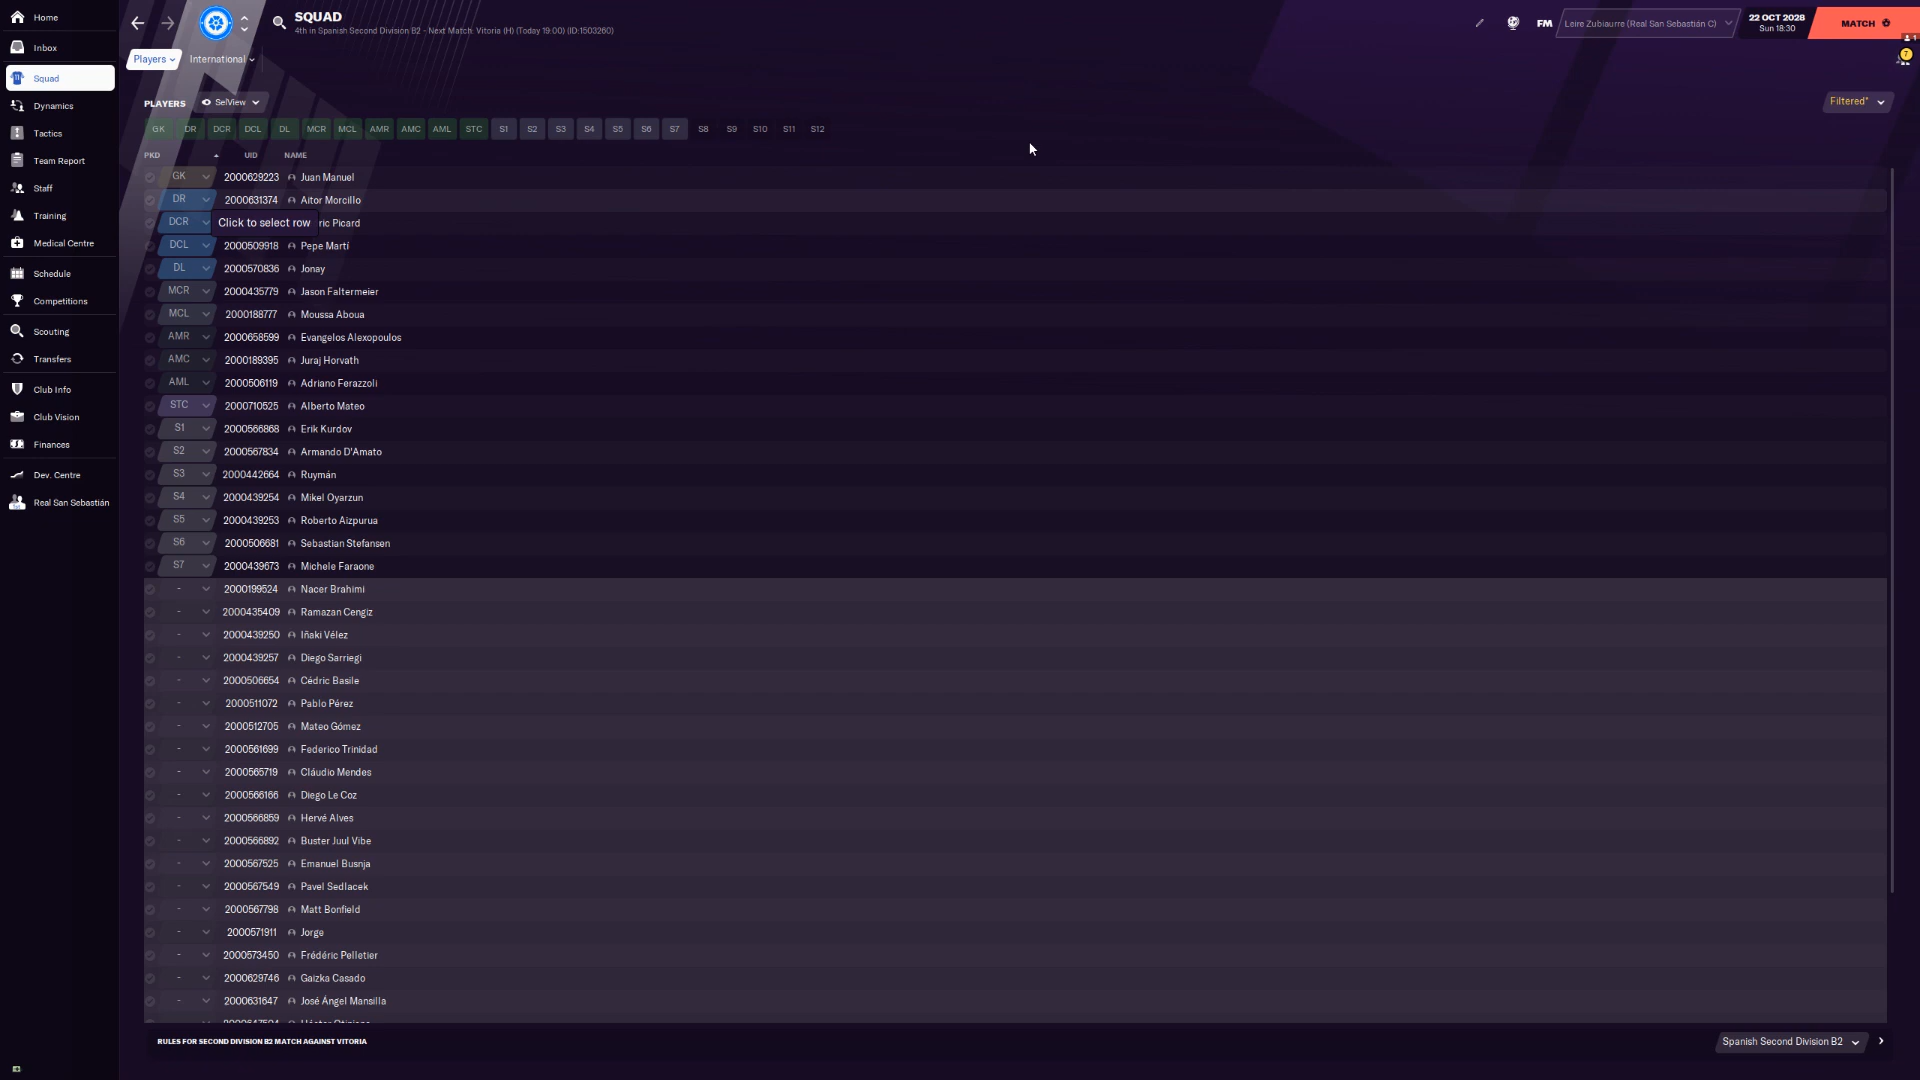 Home
Inbox
Squad
Dynamics
Tactics
Team Report
Staff
Training
Medical Centre
Schedule
Competitions
Scouting
Transfers
Club Info
Club Vision
Finances
Dev. Centre
Real San Sebastián
SQUAD
4th in Spanish Second Division B2 - Next Match: Vitoria (H) (Today 19:00) (ID:1503260)
FM
Leire Zubiaurre (Real San Sebastián C)
22 OCT 2028
Sun 18:30
MATCH
1
7
Players
International
PLAYERS
SelView
Filtered*
GK DR DCR DCL DL MCR MCL AMR AMC AML STC S1 S2 S3 S4 S5 S6 S7 S8 S9 S10 S11 S12
PKD UID NAME
GK 2000629223 Juan Manuel
DR 2000631374 Aitor Morcillo
DCR Click to select row ric Picard
DCL 2000509918 Pepe Martí
DL 2000570836 Jonay
MCR 2000435779 Jason Faltermeier
MCL 2000188777 Moussa Aboua
AMR 2000658599 Evangelos Alexopoulos
AMC 2000189395 Juraj Horvath
AML 2000506119 Adriano Ferazzoli
STC 2000710525 Alberto Mateo
S1 2000566868 Erik Kurdov
S2 2000567834 Armando D'Amato
S3 2000442664 Ruymán
S4 2000439254 Mikel Oyarzun
S5 2000439253 Roberto Aizpurua
S6 2000506681 Sebastian Stefansen
S7 2000439673 Michele Faraone
- 2000199524 Nacer Brahimi
- 2000435409 Ramazan Cengiz
- 2000439250 Iñaki Vélez
- 2000439257 Diego Sarriegi
- 2000506654 Cédric Basile
- 2000511072 Pablo Pérez
- 2000512705 Mateo Gómez
- 2000561699 Federico Trinidad
- 2000565719 Cláudio Mendes
- 2000566166 Diego Le Coz
- 2000566859 Hervé Alves
- 2000566892 Buster Juul Vibe
- 2000567525 Emanuel Busnja
- 2000567549 Pavel Sedlacek
- 2000567798 Matt Bonfield
- 2000571911 Jorge
- 2000573450 Frédéric Pelletier
- 2000629746 Gaizka Casado
- 2000631647 José Ángel Mansilla
RULES FOR SECOND DIVISION B2 MATCH AGAINST VITORIA
Spanish Second Division B2